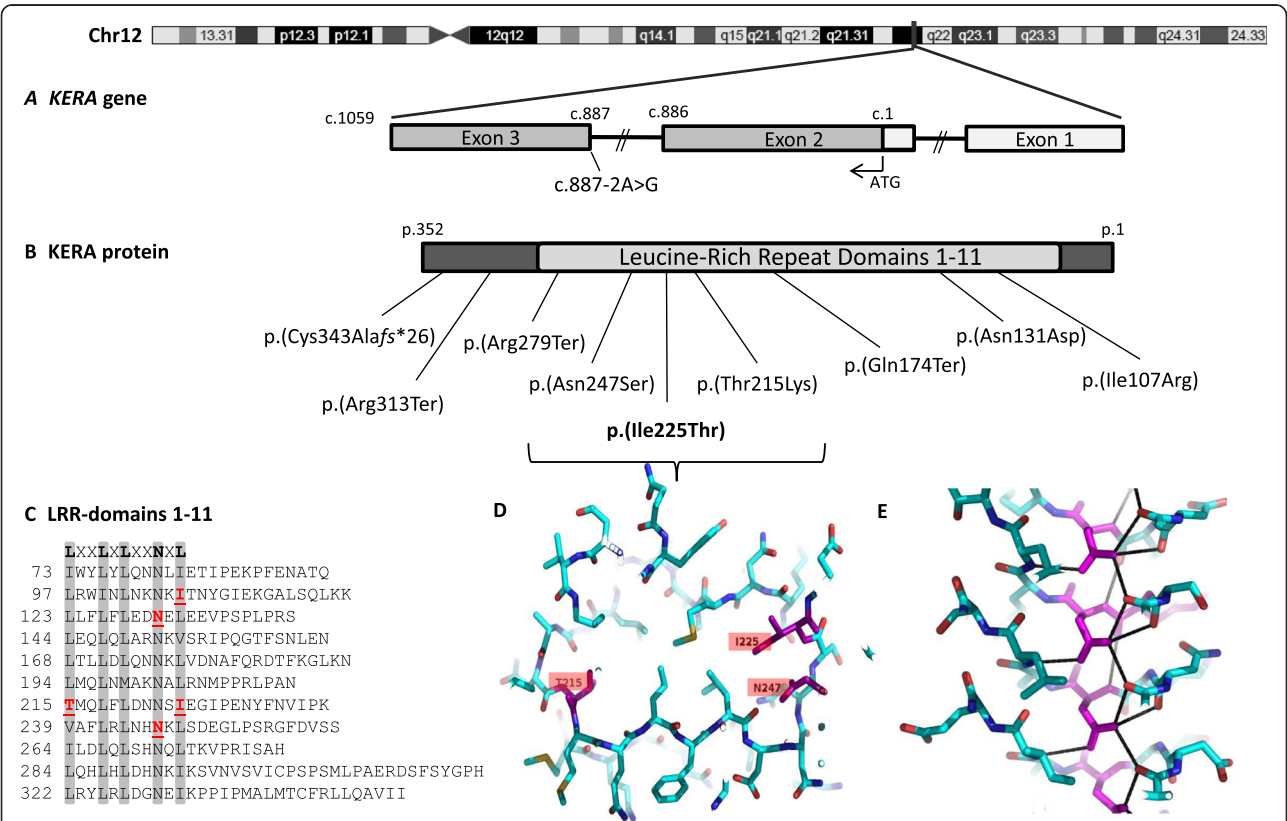 Chr12 13.31 p12.3 p12.1 12q12 q14.1 q15 q21.1 q21.2 q21.31 q22 q23.1 q23.3 q24.31 24.33
A KERA gene
c.1059 c.887 c.886 c.1
Exon 3 Exon 2 Exon 1
c.887-2A>G ATG
B KERA protein
p.352 p.1
Leucine-Rich Repeat Domains 1-11
p.(Cys343Alafs*26) p.(Arg279Ter) p.(Asn131Asp)
p.(Asn247Ser) p.(Thr215Lys) p.(Gln174Ter) p.(Ile107Arg)
p.(Arg313Ter)
p.(Ile225Thr)
C LRR-domains 1-11
LXXLXLXXNXL
73 IWYLYLQNNLIETIPEKPFENATQ
97 LRWINLNKNKITNYGIEKGALSQLKK
123 LLFLFLEDNELEEVPSPLPRS
144 LEQLQLARNKVSRIPQGTFSNLEN
168 LTLLDLQNNKLVDNAFQRDTFKGLKN
194 LMQLNMAKNALRNMPPRLPAN
215 TMQLFLDNNSIEGIPENYFNVIPK
239 VAFLRLNHNKLSDEGLPSRGFDVSS
264 ILDLQLSHNQLTKVPRISAH
284 LQHLHLDHNKIKSVNVSVICPSPSMLPAERDSFSYGPH
322 LRYLRLDGNEIKPPIPMALMTCFRLLQAVII
D
I225
T215
N247
E